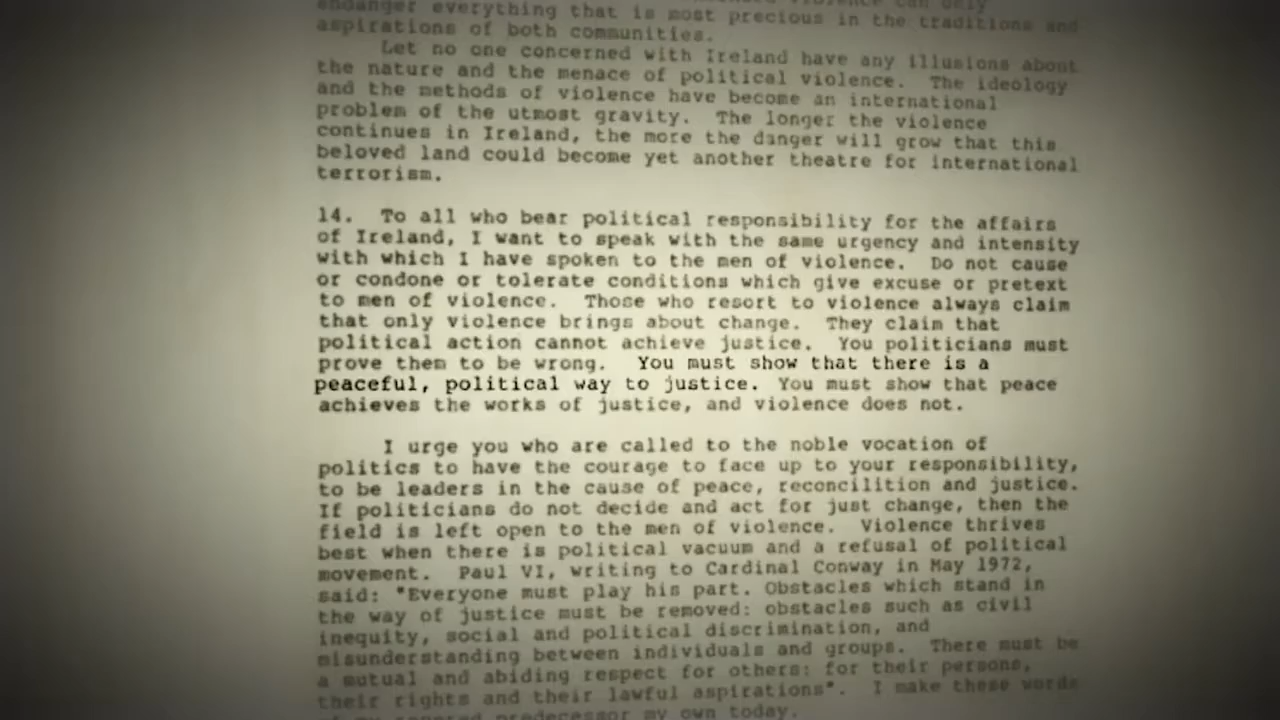 endanger everything that is most precious in the traditions and
aspirations of both communities.
Let no one concerned with Ireland have any illusions about
the nature and the menace of political violence. The ideology
and the methods of violence have become an international
problem of the utmost gravity. The longer the violence
continues in Ireland, the more the danger will grow that this
beloved land could become yet another theatre for international
terrorism.
14. To all who bear political responsibility for the affairs
of Ireland, I want to speak with the same urgency and intensity
with which I have spoken to the men of violence. Do not cause
or condone or tolerate conditions which give excuse or pretext
to men of violence. Those who resort to violence always claim
that only violence brings about change. They claim that
political action cannot achieve justice. You politicians must
prove them to be wrong. You must show that there is a
peaceful, political way to justice. You must show that peace
achieves the works of justice, and violence does not.
I urge you who are called to the noble vocation of
politics to have the courage to face up to your responsibility,
to be leaders in the cause of peace, reconcilition and justice.
If politicians do not decide and act for just change, then the
field is left open to the men of violence. Violence thrives
best when there is political vacuum and a refusal of political
movement. Paul VI, writing to Cardinal Conway in May 1972,
said: "Everyone must play his part. Obstacles which stand in
the way of justice must be removed: obstacles such as civil
inequity, social and political discrimination, and
misunderstanding between individuals and groups. There must be
a mutual and abiding respect for others: for their persons,
their rights and their lawful aspirations". I make these words
predecessor my own today.